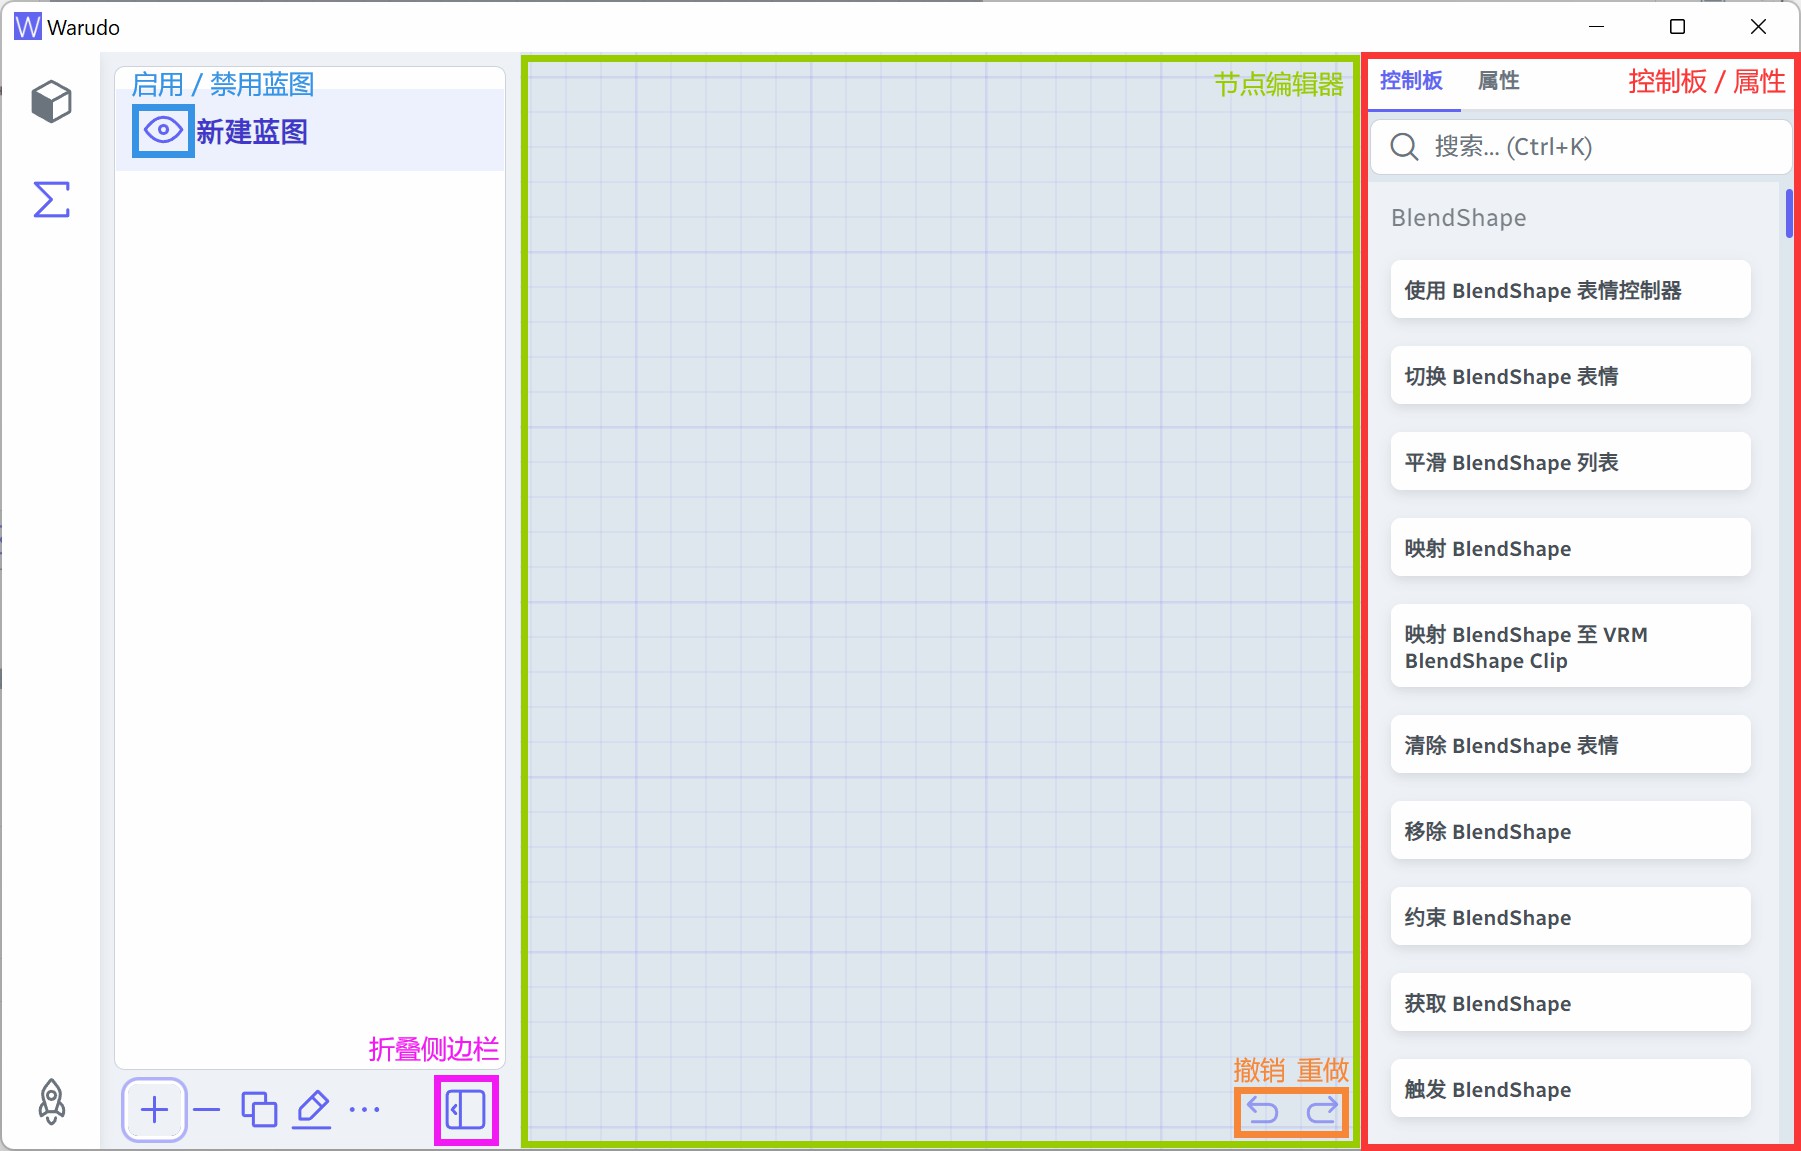 Warudo
启用 / 禁用蓝图
新建蓝图
折叠侧边栏
节点编辑器
撤销 重做
控制板 属性 控制板 / 属性
搜索... (Ctrl+K)
BlendShape
使用 BlendShape 表情控制器
切换 BlendShape 表情
平滑 BlendShape 列表
映射 BlendShape
映射 BlendShape 至 VRM
BlendShape Clip
清除 BlendShape 表情
移除 BlendShape
约束 BlendShape
获取 BlendShape
触发 BlendShape